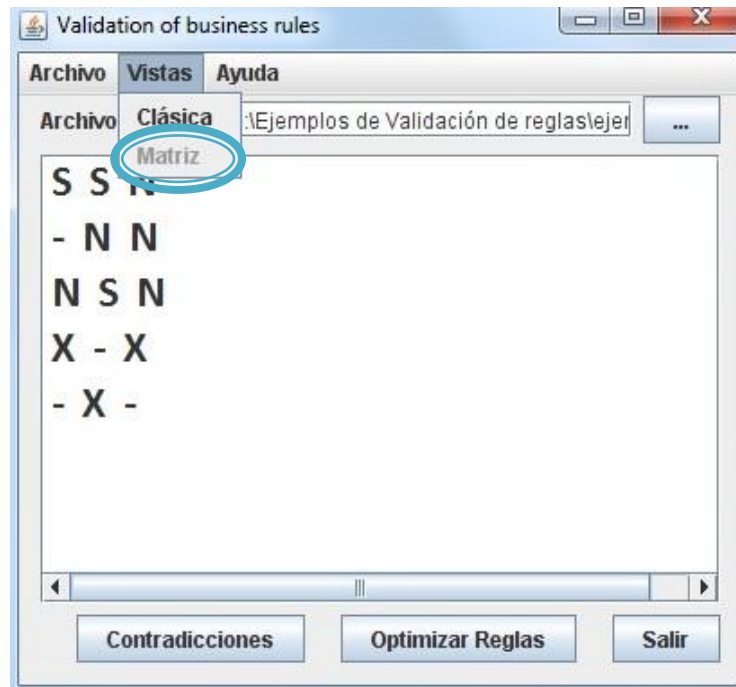 Validation of business rules
Archivo Vistas Ayuda
Archivo :\Ejemplos de Validación de reglas\ejer ...
Clásica
Matriz
S S N
- N N
N S N
X - X
- X -
Contradicciones Optimizar Reglas Salir